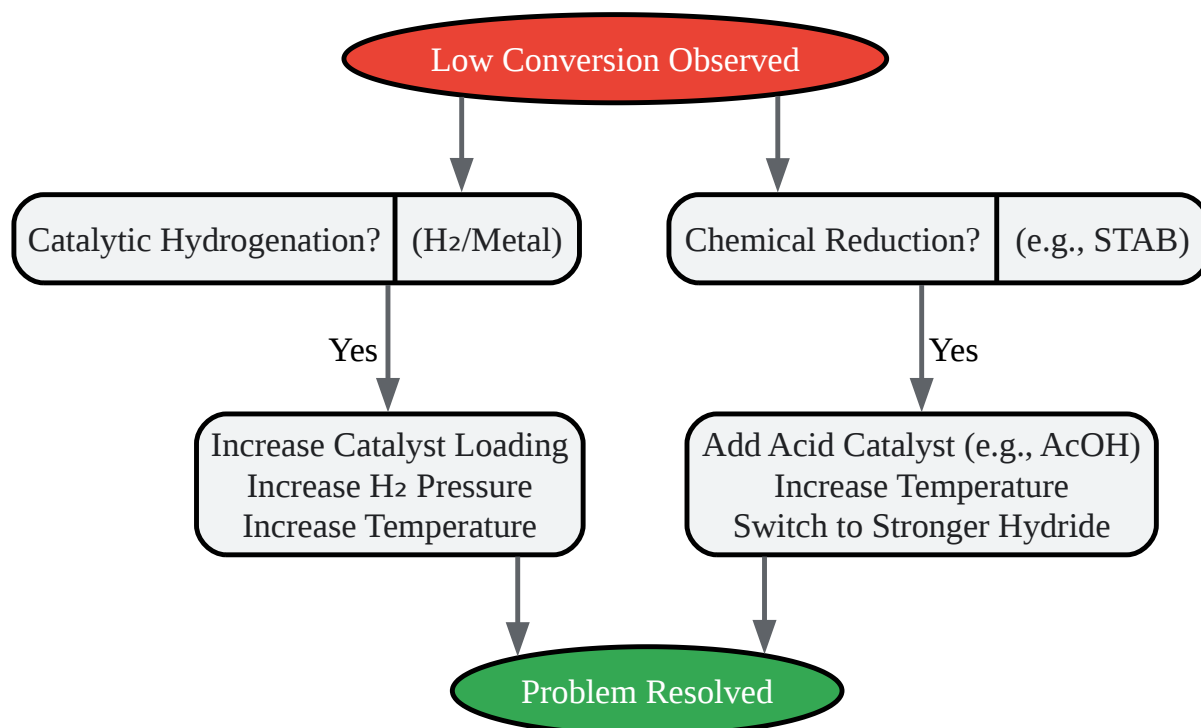 Low Conversion Observed
Catalytic Hydrogenation? (H₂/Metal)
Chemical Reduction? (e.g., STAB)
Yes
Yes
Increase Catalyst Loading
Increase H₂ Pressure
Increase Temperature
Add Acid Catalyst (e.g., AcOH)
Increase Temperature
Switch to Stronger Hydride
Problem Resolved